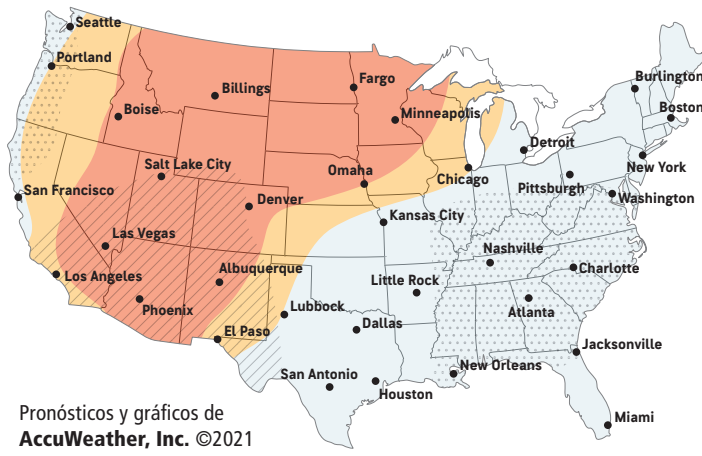 Seattle
Portland
Burlington
Fargo
Billings
Boston
Boise
Minneapolis
Detroit
Salt Lake City
Omaha
New York
Chicago
Pittsburgh
San Francisco
Denver
Washington
Kansas City
Las Vegas
Nashville
Albuquerque
Charlotte
Los Angeles
Little Rock
Phoenix
Lubbock
Atlanta
El Paso
Dallas
Jacksonville
New Orleans
San Antonio
Houston
Pronósticos y gráficos de
Miami
AccuWeather, Inc. ©2021